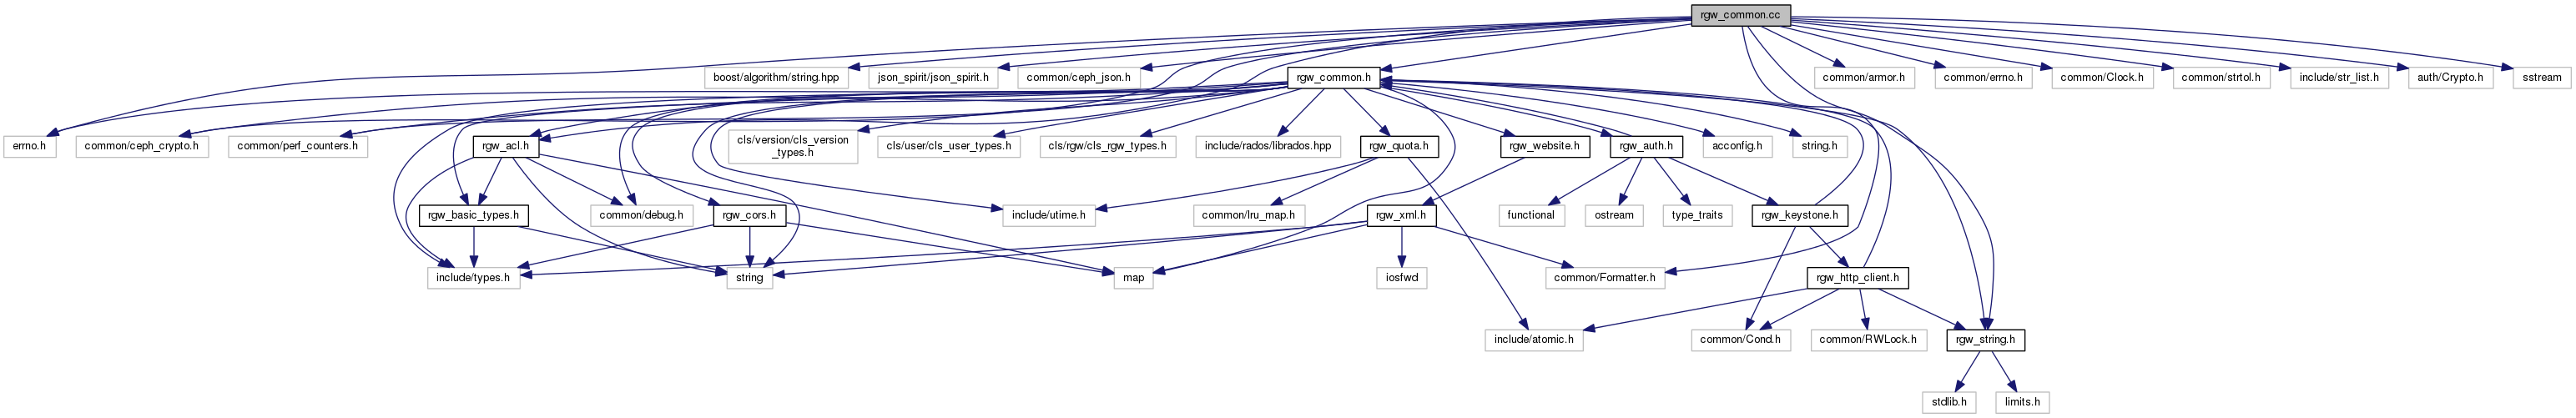 rgw_common.cc
boost/algorithm/string.hpp
json_spirit/json_spirit.h
common/ceph_json.h
rgw_common.h
common/armor.h
common/errno.h
common/Clock.h
common/strtol.h
include/str_list.h
auth/Crypto.h
sstream
errno.h
common/ceph_crypto.h
common/perf_counters.h
rgw_acl.h
cls/version/cls_version
_types.h
cls/user/cls_user_types.h
cls/rgw/cls_rgw_types.h
include/rados/librados.hpp
rgw_quota.h
rgw_website.h
rgw_auth.h
acconfig.h
string.h
rgw_basic_types.h
common/debug.h
rgw_cors.h
include/utime.h
common/lru_map.h
rgw_xml.h
functional
ostream
type_traits
rgw_keystone.h
include/types.h
string
map
iosfwd
common/Formatter.h
rgw_http_client.h
include/atomic.h
common/Cond.h
common/RWLock.h
rgw_string.h
stdlib.h
limits.h